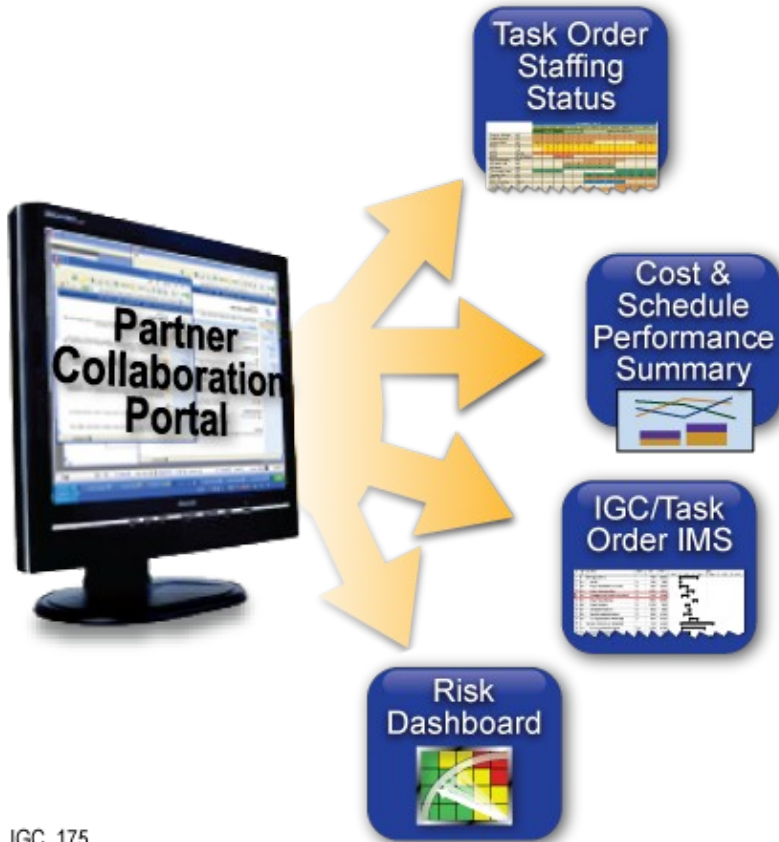 Task Order
Staffing
Status
Partner
Collaboration
Portal
Cost &
Schedule
Performance
Summary
IGC/Task
Order IMS
Risk
Dashboard
IGC_175